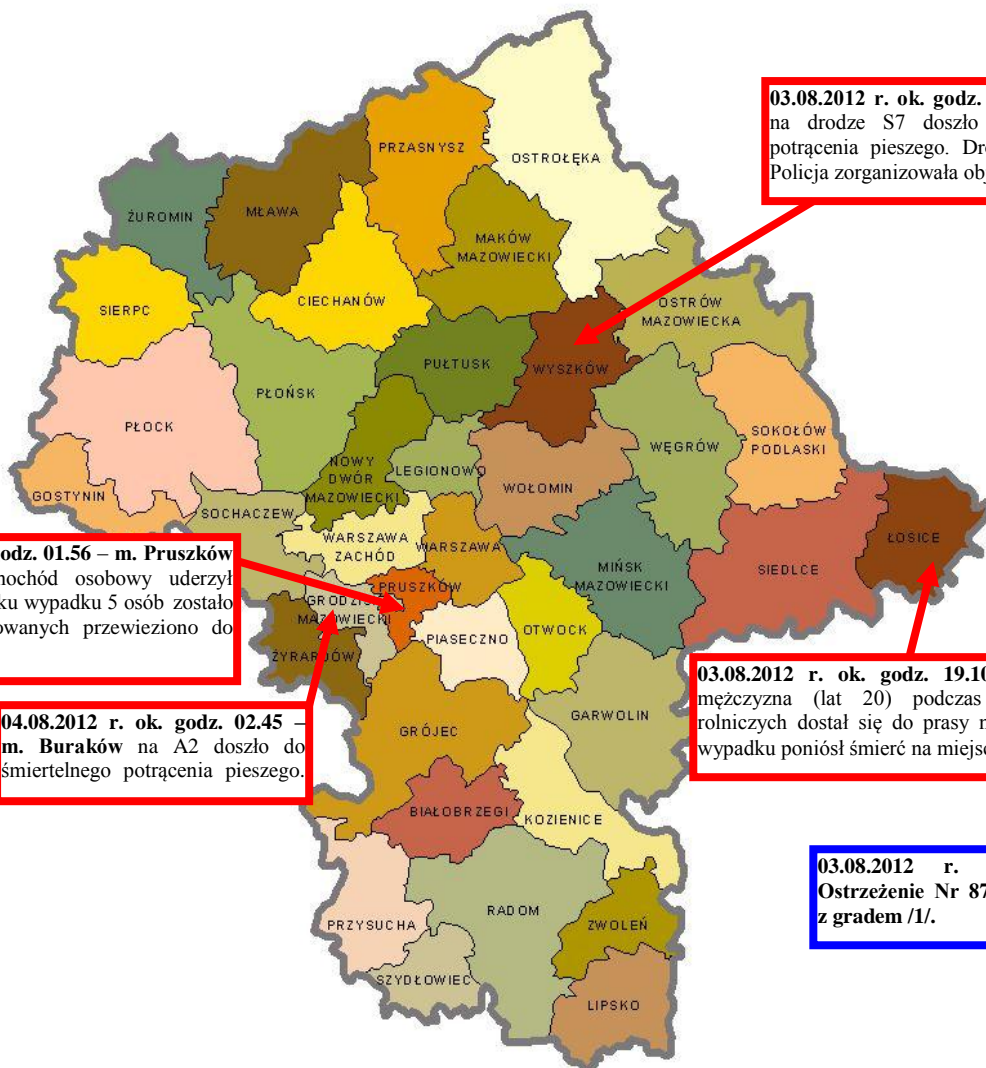 03.08.2012 r. ok. godz.
na drodze S7 doszło
potrącenia pieszego.
Policja zorganizowała
PRZASNYSZ
OSTROŁĘKA
ŻUROMIN
MŁAWA
MAKÓW
MAZOWIECKI
SIERPC
CIECHANÓW
OSTRÓW
MAZOWIECKA
PUŁTUSK
WYSZKÓW
PŁOŃSK
PŁOCK
SOKOŁÓW
PODLASKI
WĘGRÓW
NOWY
DWÓR
MAZOWIECKI
LEGIONOWO
GOSTYNIN
WOŁOMIN
SOCHACZEW
WARSZAWA
ZACHÓD
WARSZAWA
ŁOSICE
SIEDLCE
MIŃSK
MAZOWIECKI
PRUSZKÓW
GRODZIS
MAZOWIECKI
PIASECZNO
OTWOCK
ŻYRARDÓW
odz. 01.56 – m. Pruszków
mochód osobowy uderzył
ku wypadku 5 osób zostało
owanych przewieziono do
03.08.2012 r. ok. godz. 19.10
mężczyzna (lat 20) podczas
rolniczych dostał się do prasy
wypadku poniósł śmierć na miejsc
04.08.2012 r. ok. godz. 02.45 –
m. Buraków na A2 doszło do
śmiertelnego potrącenia pieszego.
GARWOLIN
GRÓJEC
BIAŁOBRZEGI
KOZIENICE
03.08.2012 r.
Ostrzeżenie Nr 87
z gradem /1/.
RADOM
PRZYSUCHA
ZWOLEŃ
SZYDŁOWIEC
LIPSKO